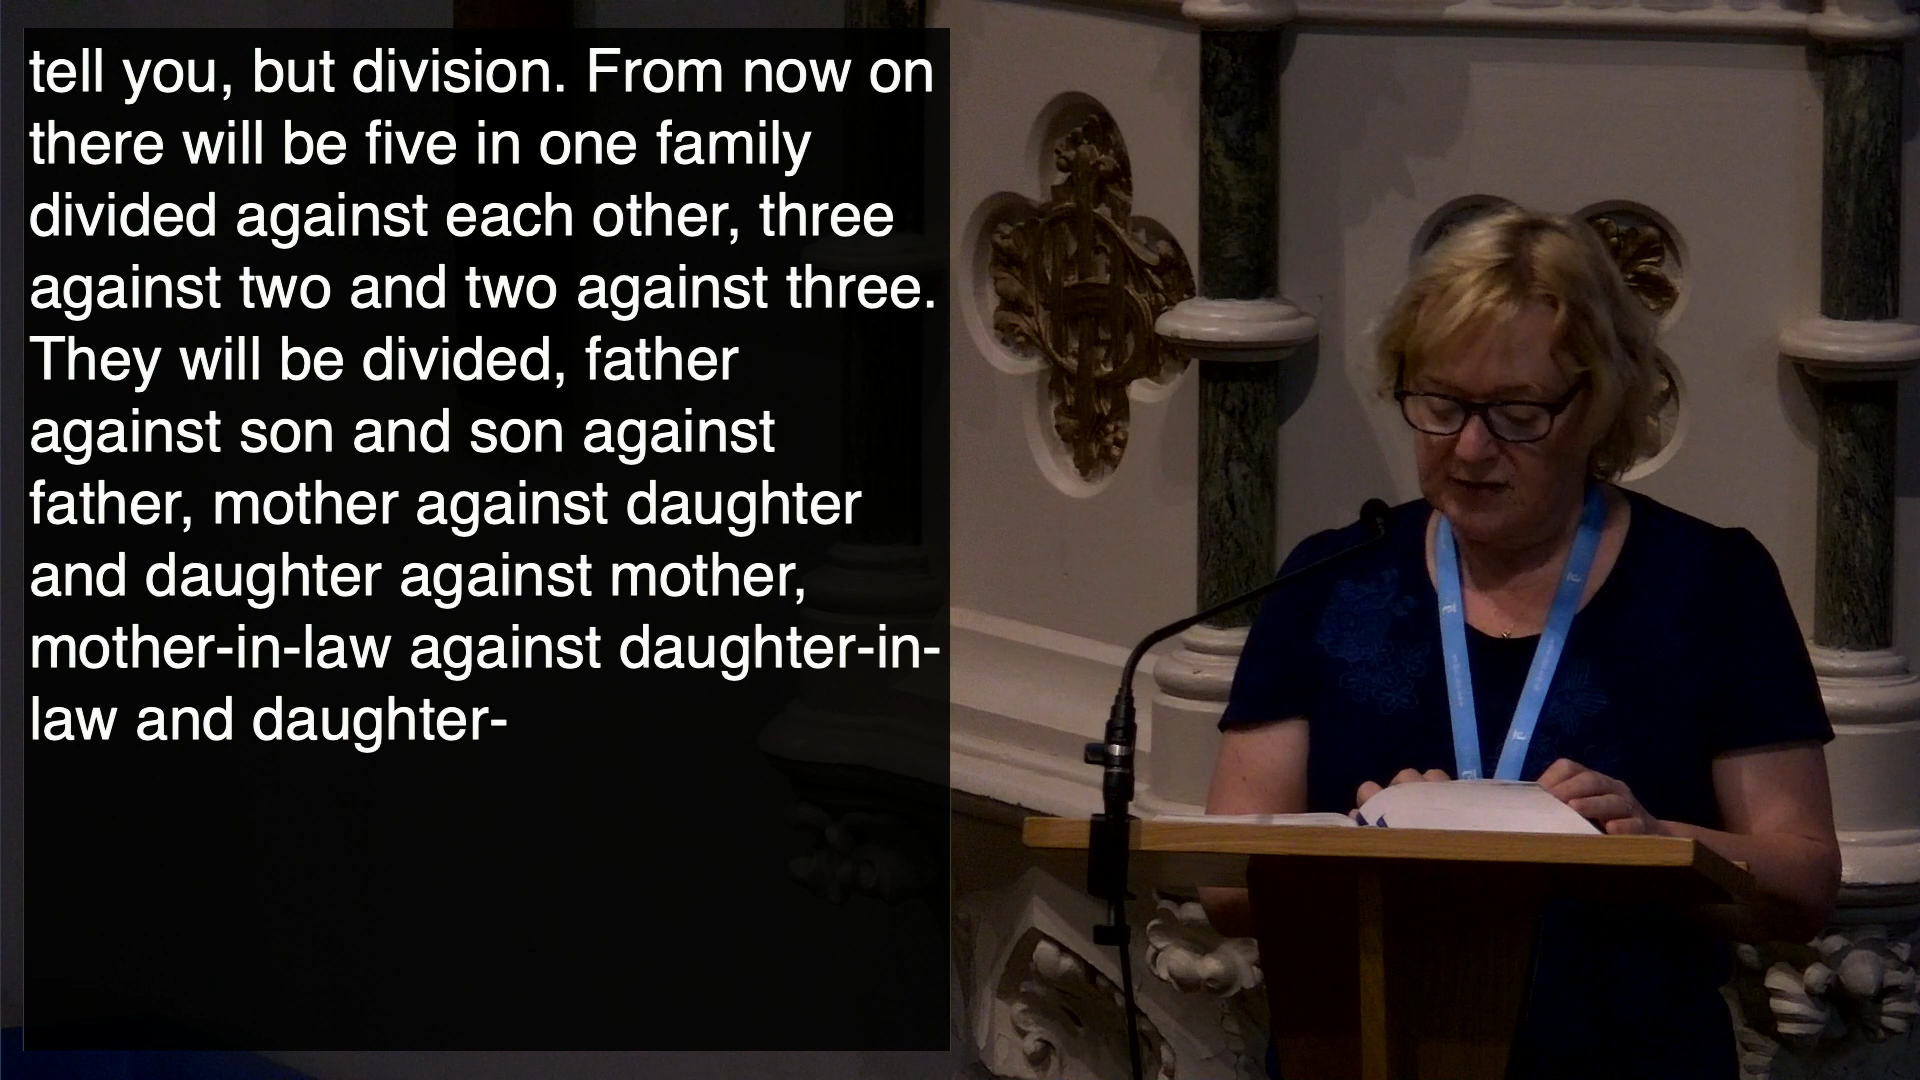 tell you, but division. From now on
there will be five in one family
divided against each other, three
against two and two against three.
They will be divided, father
against son and son against
father, mother against daughter
and daughter against mother,
mother-in-law against daughter-in-
law and daughter-